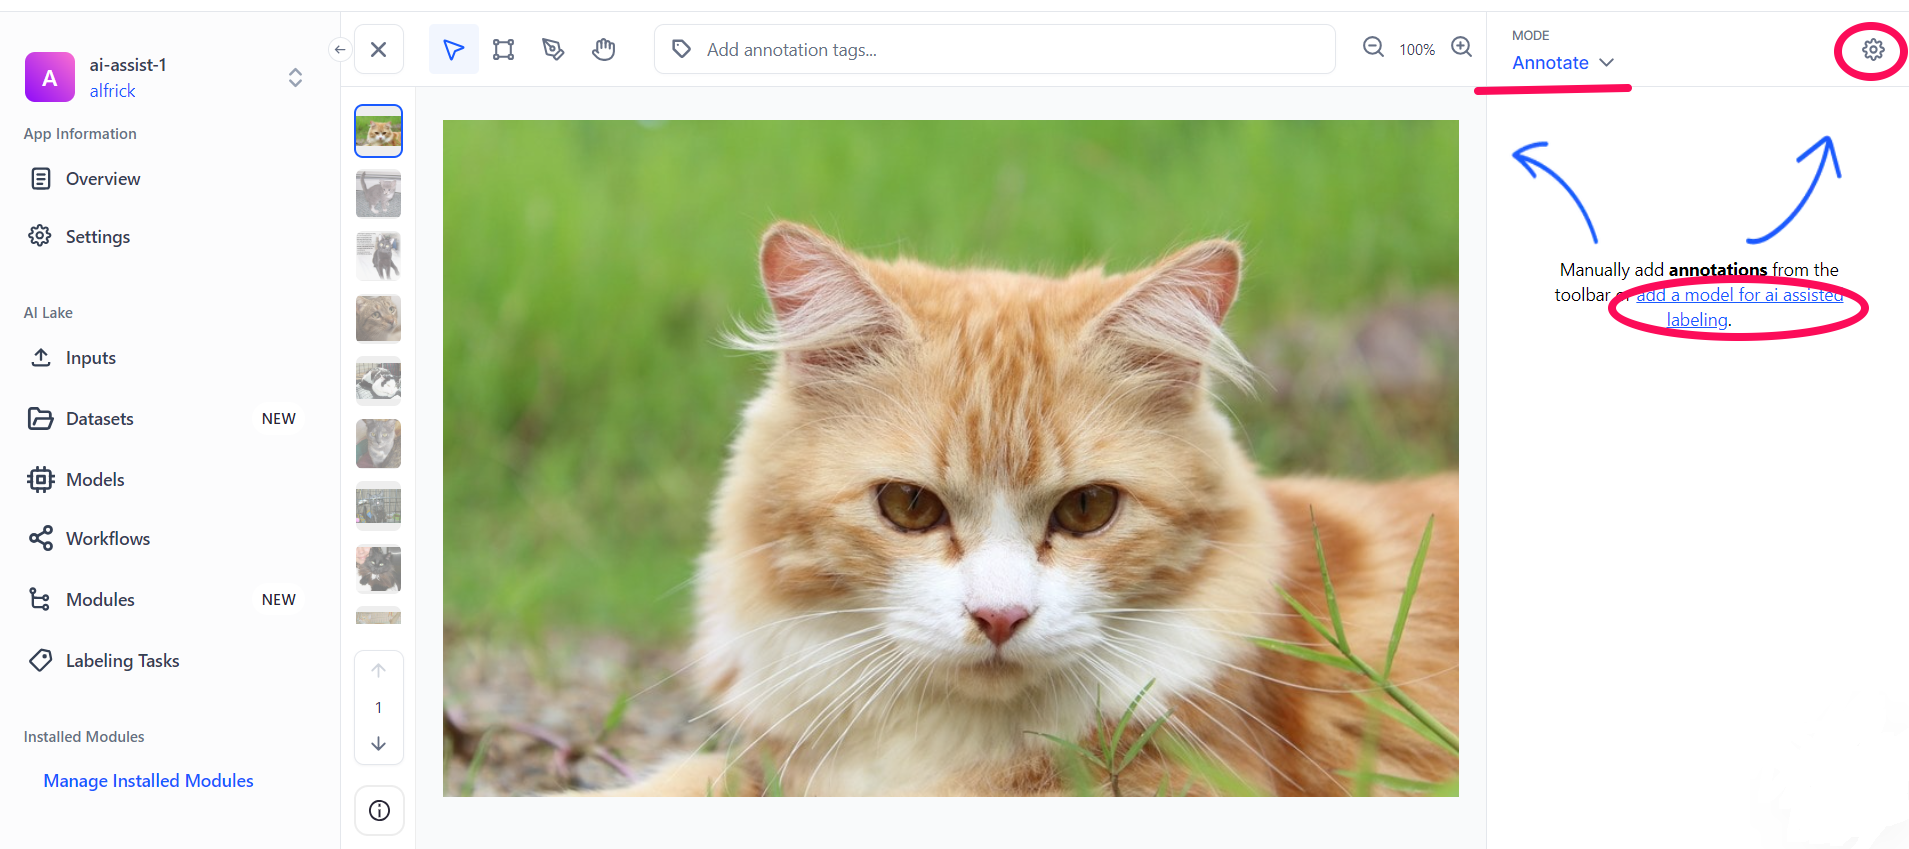 A
ai-assist-1
alfrick
App Information
Overview
Settings
AI Lake
Inputs
Datasets NEW
Models
Workflows
Modules NEW
Labeling Tasks
Installed Modules
Manage Installed Modules
1
Add annotation tags...
100%
MODE
Annotate
Manually add annotations from the
toolbar or add a model for ai assisted
labeling.